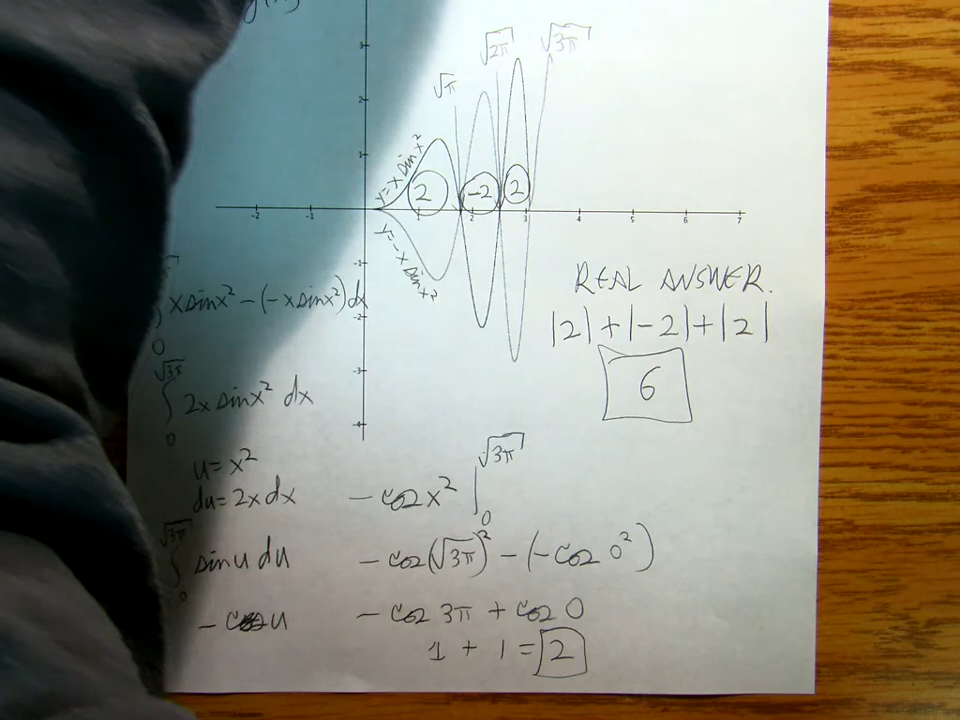 √π
√2π
√3π
3
2
1
y=x sin x²
2
-2
2
-2 -1 1 2 3 4 5 6 7
y=-x sin x²
-1
-2
-3
-4
REAL ANSWER.
|2|+|-2|+|2|
6
x sin x² - (-x sin x²) dx
0
√3π
∫ 2x sin x² dx
0
u = x²
du = 2x dx
- cos x² |
√3π
0
√3π
∫ sin u du
0
- cos(√3π)² - (-cos 0²)
- cos u
- cos 3π + cos 0
1 + 1 = 2